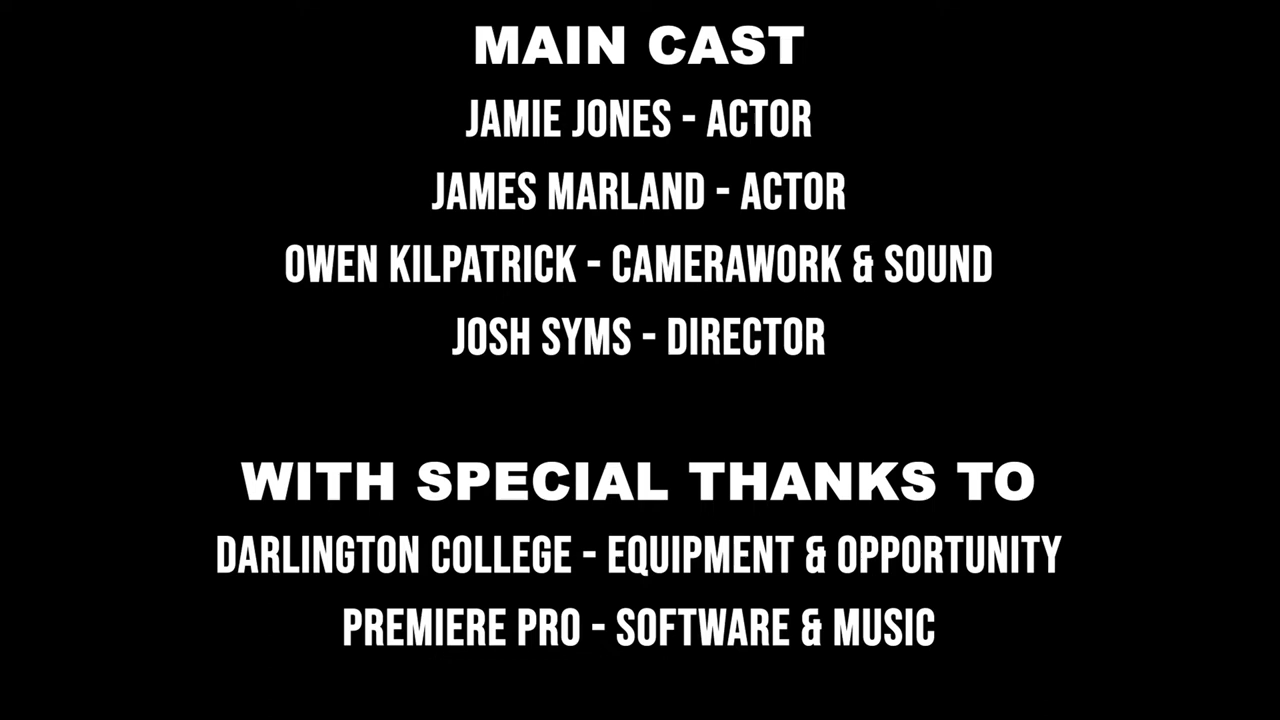 MAIN CAST
JAMIE JONES - ACTOR
JAMES MARLAND - ACTOR
OWEN KILPATRICK - CAMERAWORK & SOUND
JOSH SYMS - DIRECTOR
WITH SPECIAL THANKS TO
DARLINGTON COLLEGE - EQUIPMENT & OPPORTUNITY
PREMIERE PRO - SOFTWARE & MUSIC